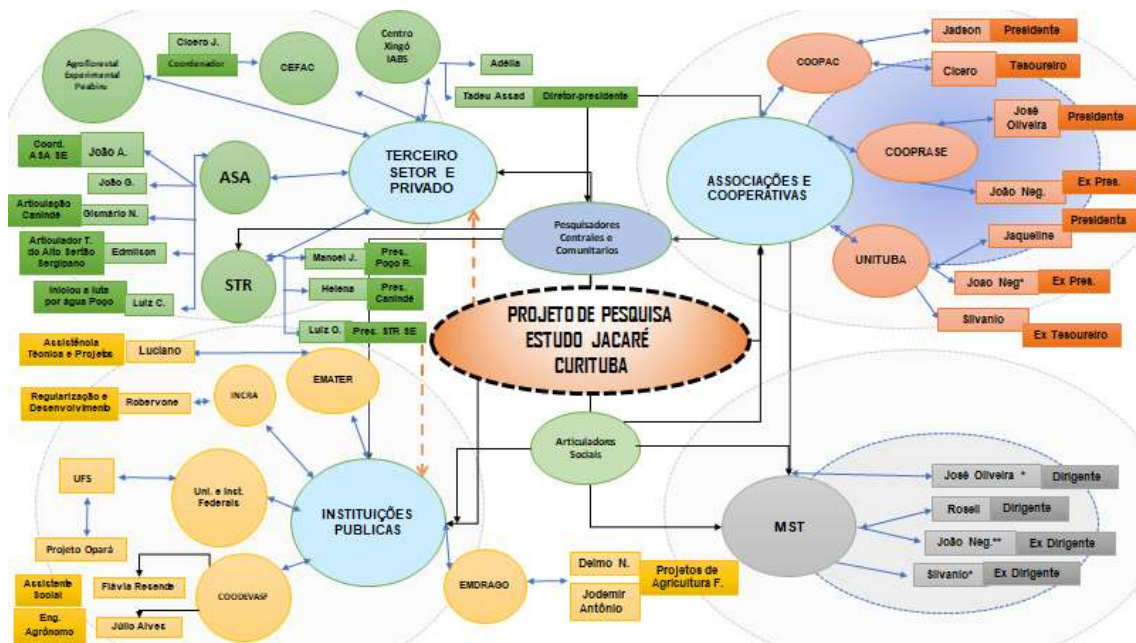 Agroflorestal
Experimental
Peabiru
Cícero J.
Coordenador
CEFAC
Centro
Xingó
IABS
Adélia
Tadeu Assad
Diretor-presidente
TERCEIRO
SETOR E
PRIVADO
Coord.
ASA SE
João A.
João G.
Articulação
Canindé
Gismário N.
Articulador T.
do Alto Sertão
Sergipano
Edmilson
Iniciou a luta
por água Poço
Luiz C.
ASA
STR
Manoel J.
Pres.
Poço R.
Helena
Pres.
Canindé
Luiz O.
Pres. STR SE
Pesquisadores
Centrales e
Comunitarios
ASSOCIAÇÕES E
COOPERATIVAS
COOPAC
Jadson
Presidente
Cícero
Tesoureiro
COOPRASE
José
Oliveira
Presidente
João Neg.
Ex Pres.
UNITUBA
Presidenta
Jaqueline
Joao Neg*
Ex Pres.
Silvanio
Ex Tesoureiro
PROJETO DE PESQUISA
ESTUDO JACARÉ
CURITUBA
Assistência
Técnica e Projetos
Luciano
EMATER
Regularização e
Desenvolvimento
Robervone
INCRA
UFS
Uni. e Inst.
Federais
Projeto Opará
INSTITUIÇÕES
PUBLICAS
Assistente
Social
Flávia Resende
Eng.
Agrónomo
Júlio Alves
COODEVASF
EMDRAGO
Delmo N.
Jodemir
Antônio
Projetos de
Agricultura F.
Articuladores
Sociais
MST
José Oliveira *
Dirigente
Roseli
Dirigente
João Neg.**
Ex Dirigente
Silvanio*
Ex Dirigente